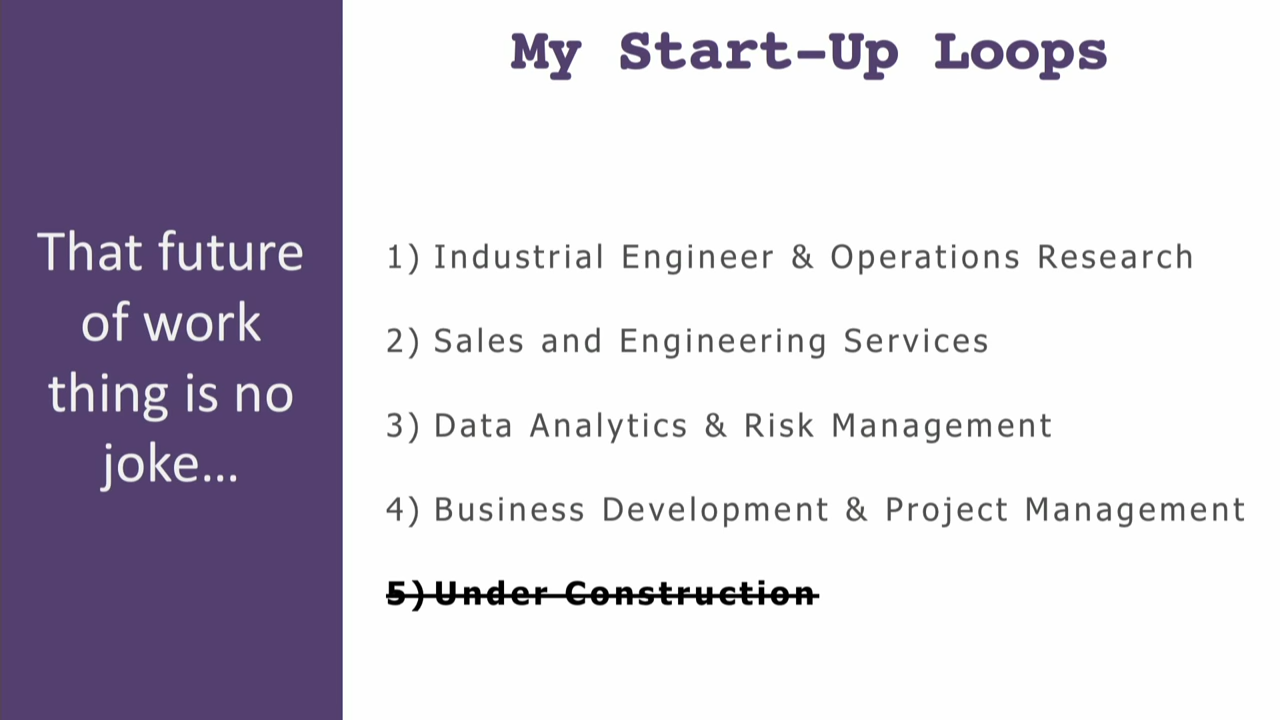 My Start-Up Loops
That future
of work
thing is no
joke...
1) Industrial Engineer & Operations Research
2) Sales and Engineering Services
3) Data Analytics & Risk Management
4) Business Development & Project Management
5) Under Construction